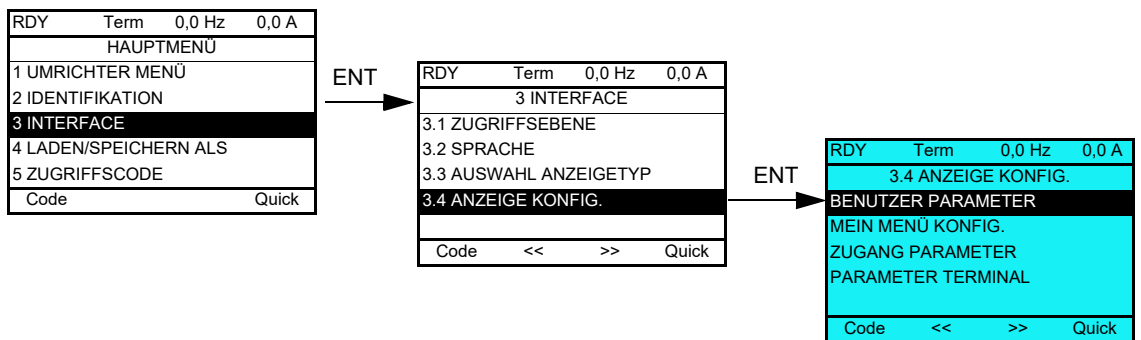 RDY Term 0,0 Hz 0,0 A
HAUPTMENÜ
1 UMRICHTER MENÜ
2 IDENTIFIKATION
3 INTERFACE
4 LADEN/SPEICHERN ALS
5 ZUGRIFFSCODE
Code Quick
ENT
RDY Term 0,0 Hz 0,0 A
3 INTERFACE
3.1 ZUGRIFFSEBENE
3.2 SPRACHE
3.3 AUSWAHL ANZEIGETYP
3.4 ANZEIGE KONFIG.
Code << >> Quick
ENT
RDY Term 0,0 Hz 0,0 A
3.4 ANZEIGE KONFIG.
BENUTZER PARAMETER
MEIN MENÜ KONFIG.
ZUGANG PARAMETER
PARAMETER TERMINAL
Code << >> Quick